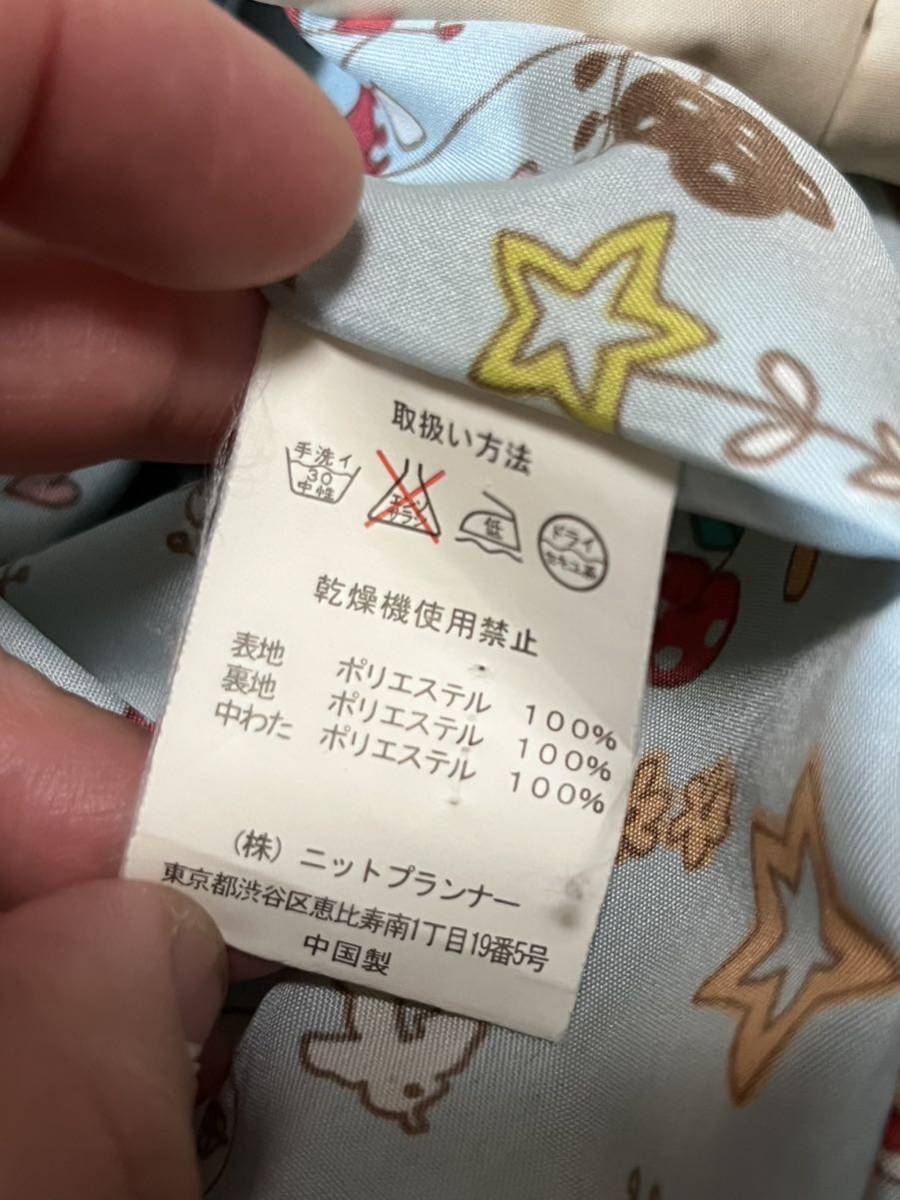 取扱い方法
手洗イ
30
中性
エンソ
サラシ
低
ドライ
セキユ系
乾燥機使用禁止
表地 ポリエステル 100%
裏地 ポリエステル 100%
中わた ポリエステル 100%
(株) ニットプランナー
東京都渋谷区恵比寿南1丁目19番5号
中国製